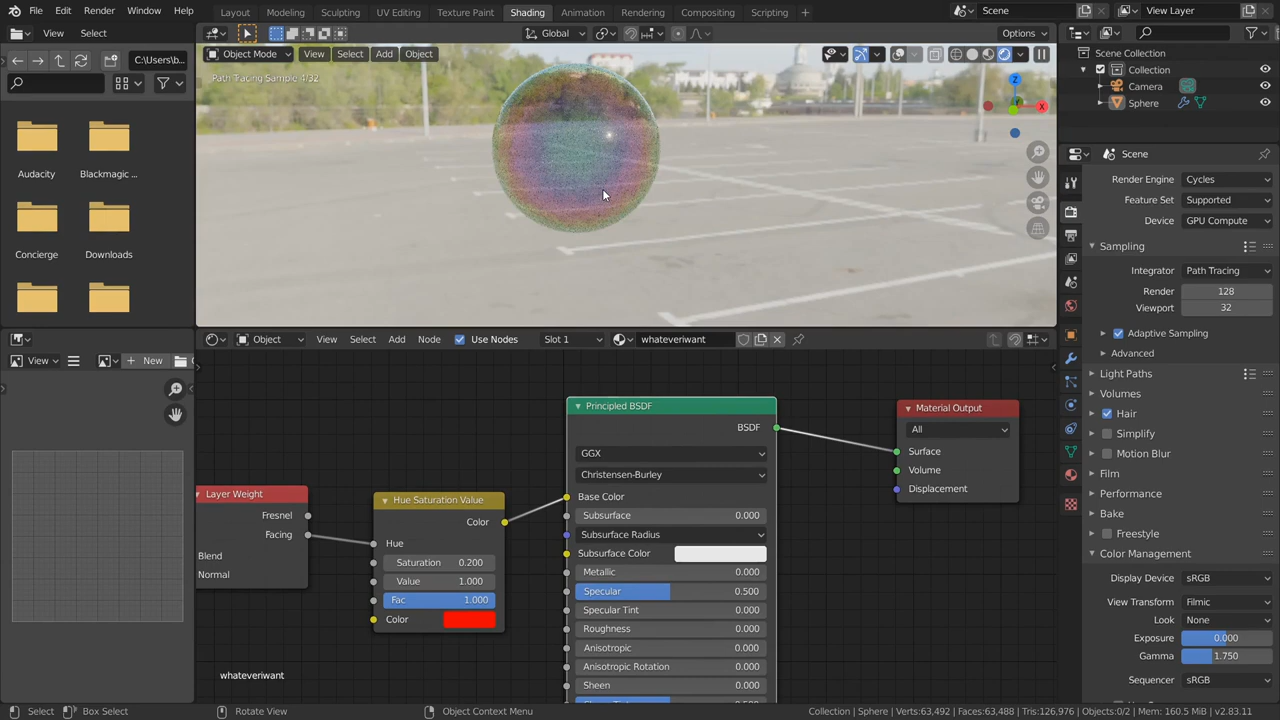 File Edit Render Window Help Layout Modeling Sculpting UV Editing Texture Paint Shading Animation Rendering Compositing Scripting + Scene View Layer
View Select Global Options
C:\Users\b...
Object Mode View Select Add Object
Path Tracing Sample 4/32
Z
X
Y
Audacity Blackmagic ...
Concierge Downloads
Scene Collection
Collection
Camera
Sphere
Scene
Render Engine Cycles
Feature Set Supported
Device GPU Compute
Sampling
Integrator Path Tracing
Render 128
Viewport 32
Adaptive Sampling
Advanced
Light Paths
Volumes
Hair
Simplify
Motion Blur
Film
Performance
Bake
Freestyle
Color Management
Display Device sRGB
View Transform Filmic
Look None
Exposure 0.000
Gamma 1.750
Sequencer sRGB
Object View Select Add Node Use Nodes Slot 1 whateveriwant
View New
Layer Weight
Fresnel
Facing
Blend
Normal
Hue Saturation Value
Color
Hue
Saturation 0.200
Value 1.000
Fac 1.000
Color
Principled BSDF
BSDF
GGX
Christensen-Burley
Base Color
Subsurface 0.000
Subsurface Radius
Subsurface Color
Metallic 0.000
Specular 0.500
Specular Tint 0.000
Roughness 0.000
Anisotropic 0.000
Anisotropic Rotation 0.000
Sheen 0.000
Material Output
All
Surface
Volume
Displacement
whateveriwant
Select Box Select Rotate View Object Context Menu Collection | Sphere | Verts:63,492 | Faces:63,488 | Tris:126,976 | Objects:0/2 | Mem: 160.5 MiB | v2.83.11